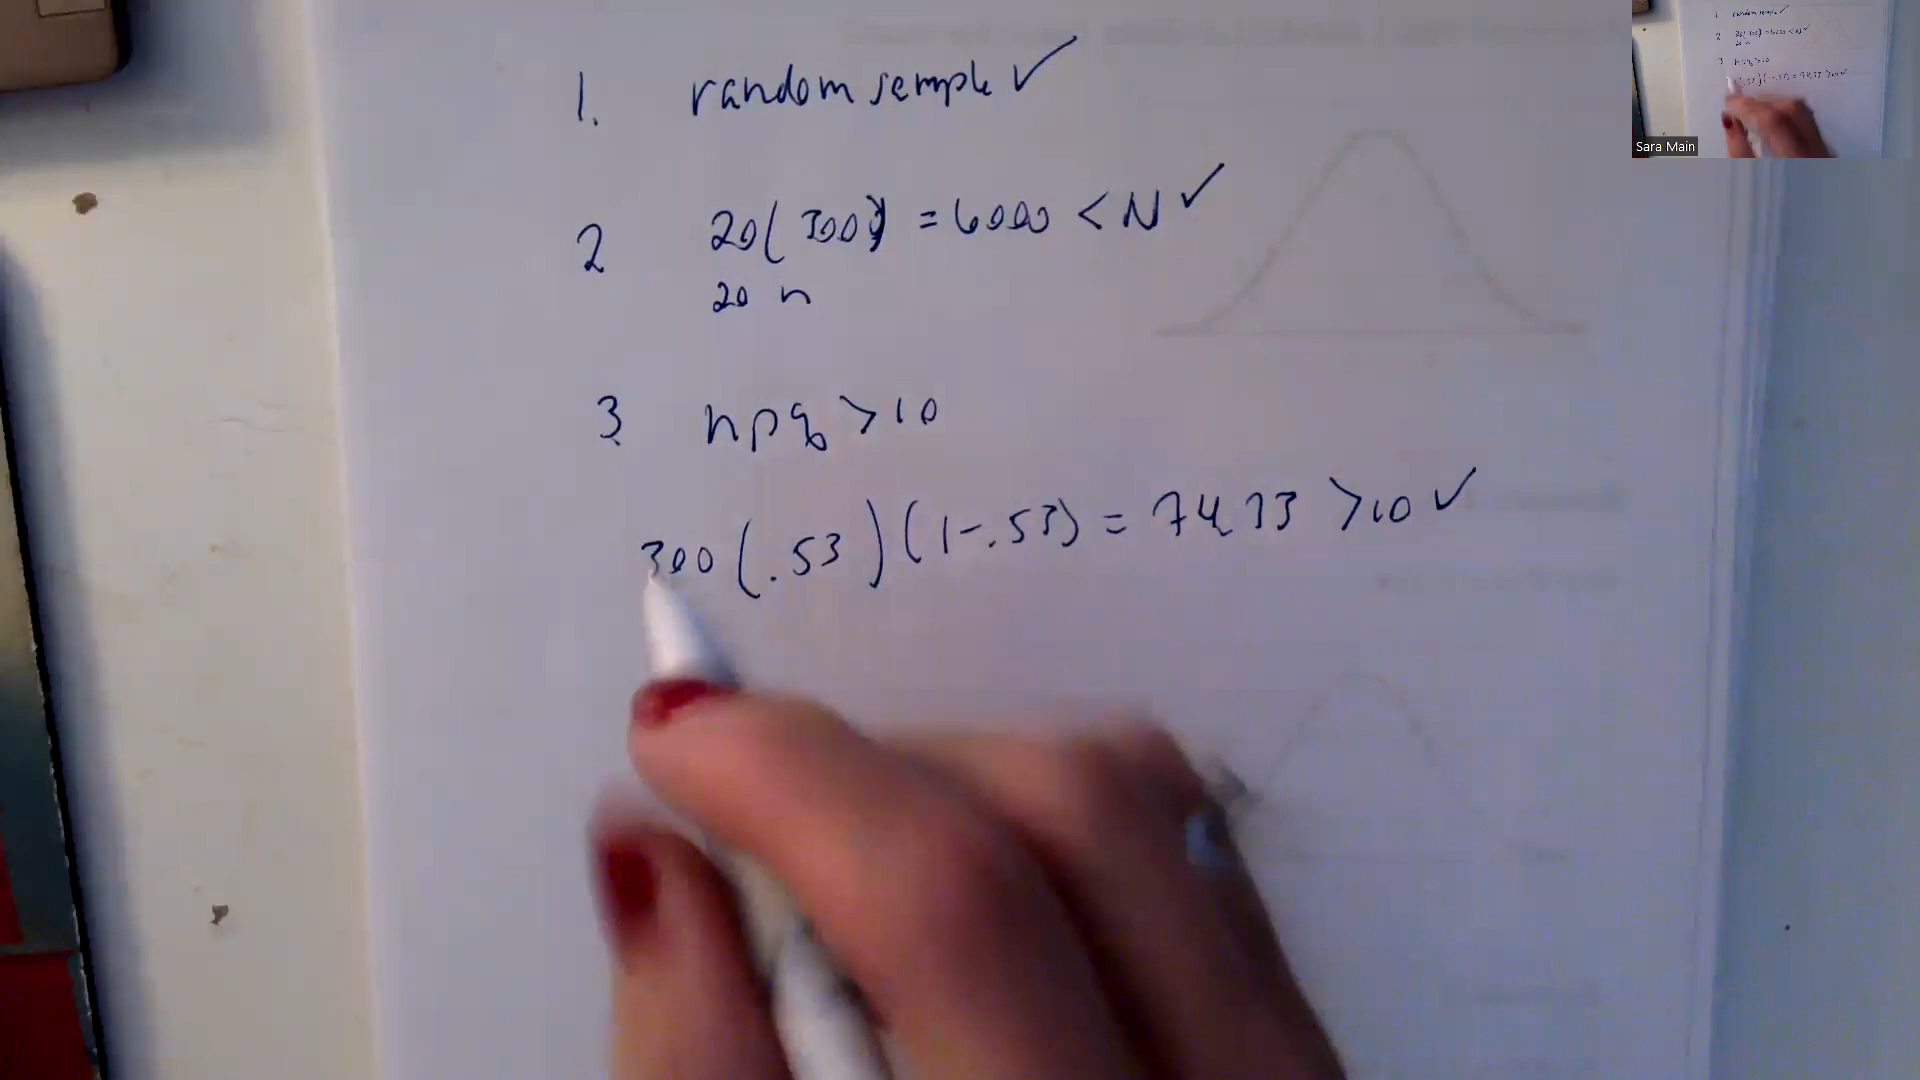 1. random semple ✓
2 20(300) = 6000 < N ✓
20 n
3 npq > 10
300 (.53)(1-.53) = 74.73 > 10 ✓
Sara Main